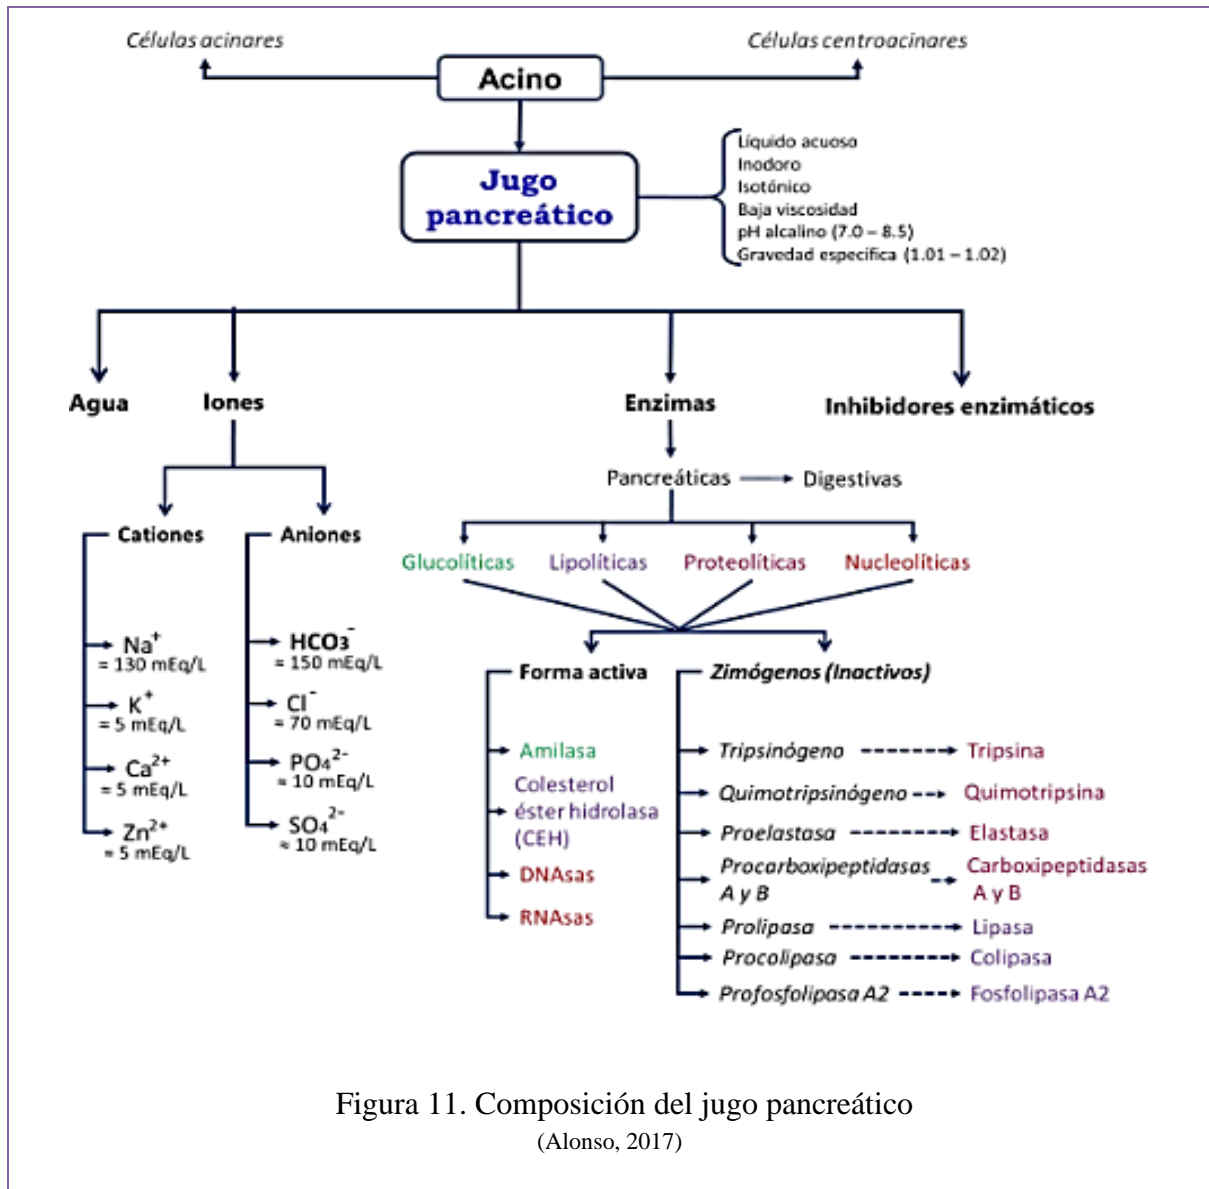 Células acinares
Células centroacinares
Acino
Jugo
pancreático
Líquido acuoso
Inodoro
Isotónico
Baja viscosidad
pH alcalino (7.0 – 8.5)
Gravedad específica (1.01 – 1.02)
Agua
Iones
Enzimas
Inhibidores enzimáticos
Pancreáticas
Digestivas
Cationes
Aniones
Glucolíticas
Lipolíticas
Proteolíticas
Nucleolíticas
Na⁺
≈ 130 mEq/L
K⁺
≈ 5 mEq/L
Ca²⁺
≈ 5 mEq/L
Zn²⁺
≈ 5 mEq/L
HCO₃⁻
≈ 150 mEq/L
Cl⁻
≈ 70 mEq/L
PO₄²⁻
≈ 10 mEq/L
SO₄²⁻
≈ 10 mEq/L
Forma activa
Amilasa
Colesterol
éster hidrolasa
(CEH)
DNAsas
RNAsas
Zimógenos (Inactivos)
Tripsinógeno
Tripsina
Quimotripsinógeno
Quimotripsina
Proelastasa
Elastasa
Procarboxipeptidasas
A y B
Carboxipeptidasas
A y B
Prolipasa
Lipasa
Procolipasa
Colipasa
Profosfolipasa A2
Fosfolipasa A2
Figura 11. Composición del jugo pancreático
(Alonso, 2017)